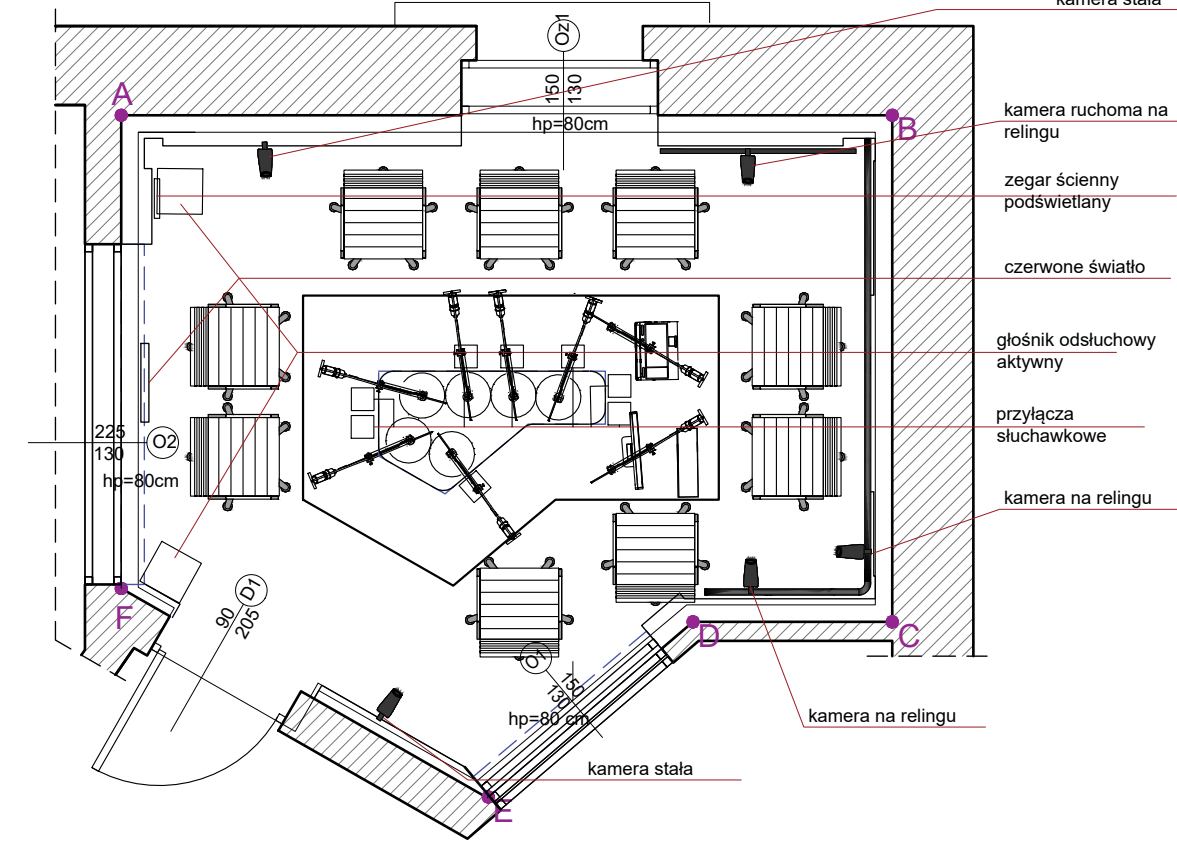 kamera stała
Oz1
150
130
hp=80cm
A
B
kamera ruchoma na
relingu
zegar ścienny
podświetlany
czerwone światło
głośnik odsłuchowy
aktywny
przyłącza
słuchawkowe
kamera na relingu
225
130
O2
hp=80cm
F
90
205
D1
D
C
O1
150
130
hp=80 cm
kamera na relingu
kamera stała
E